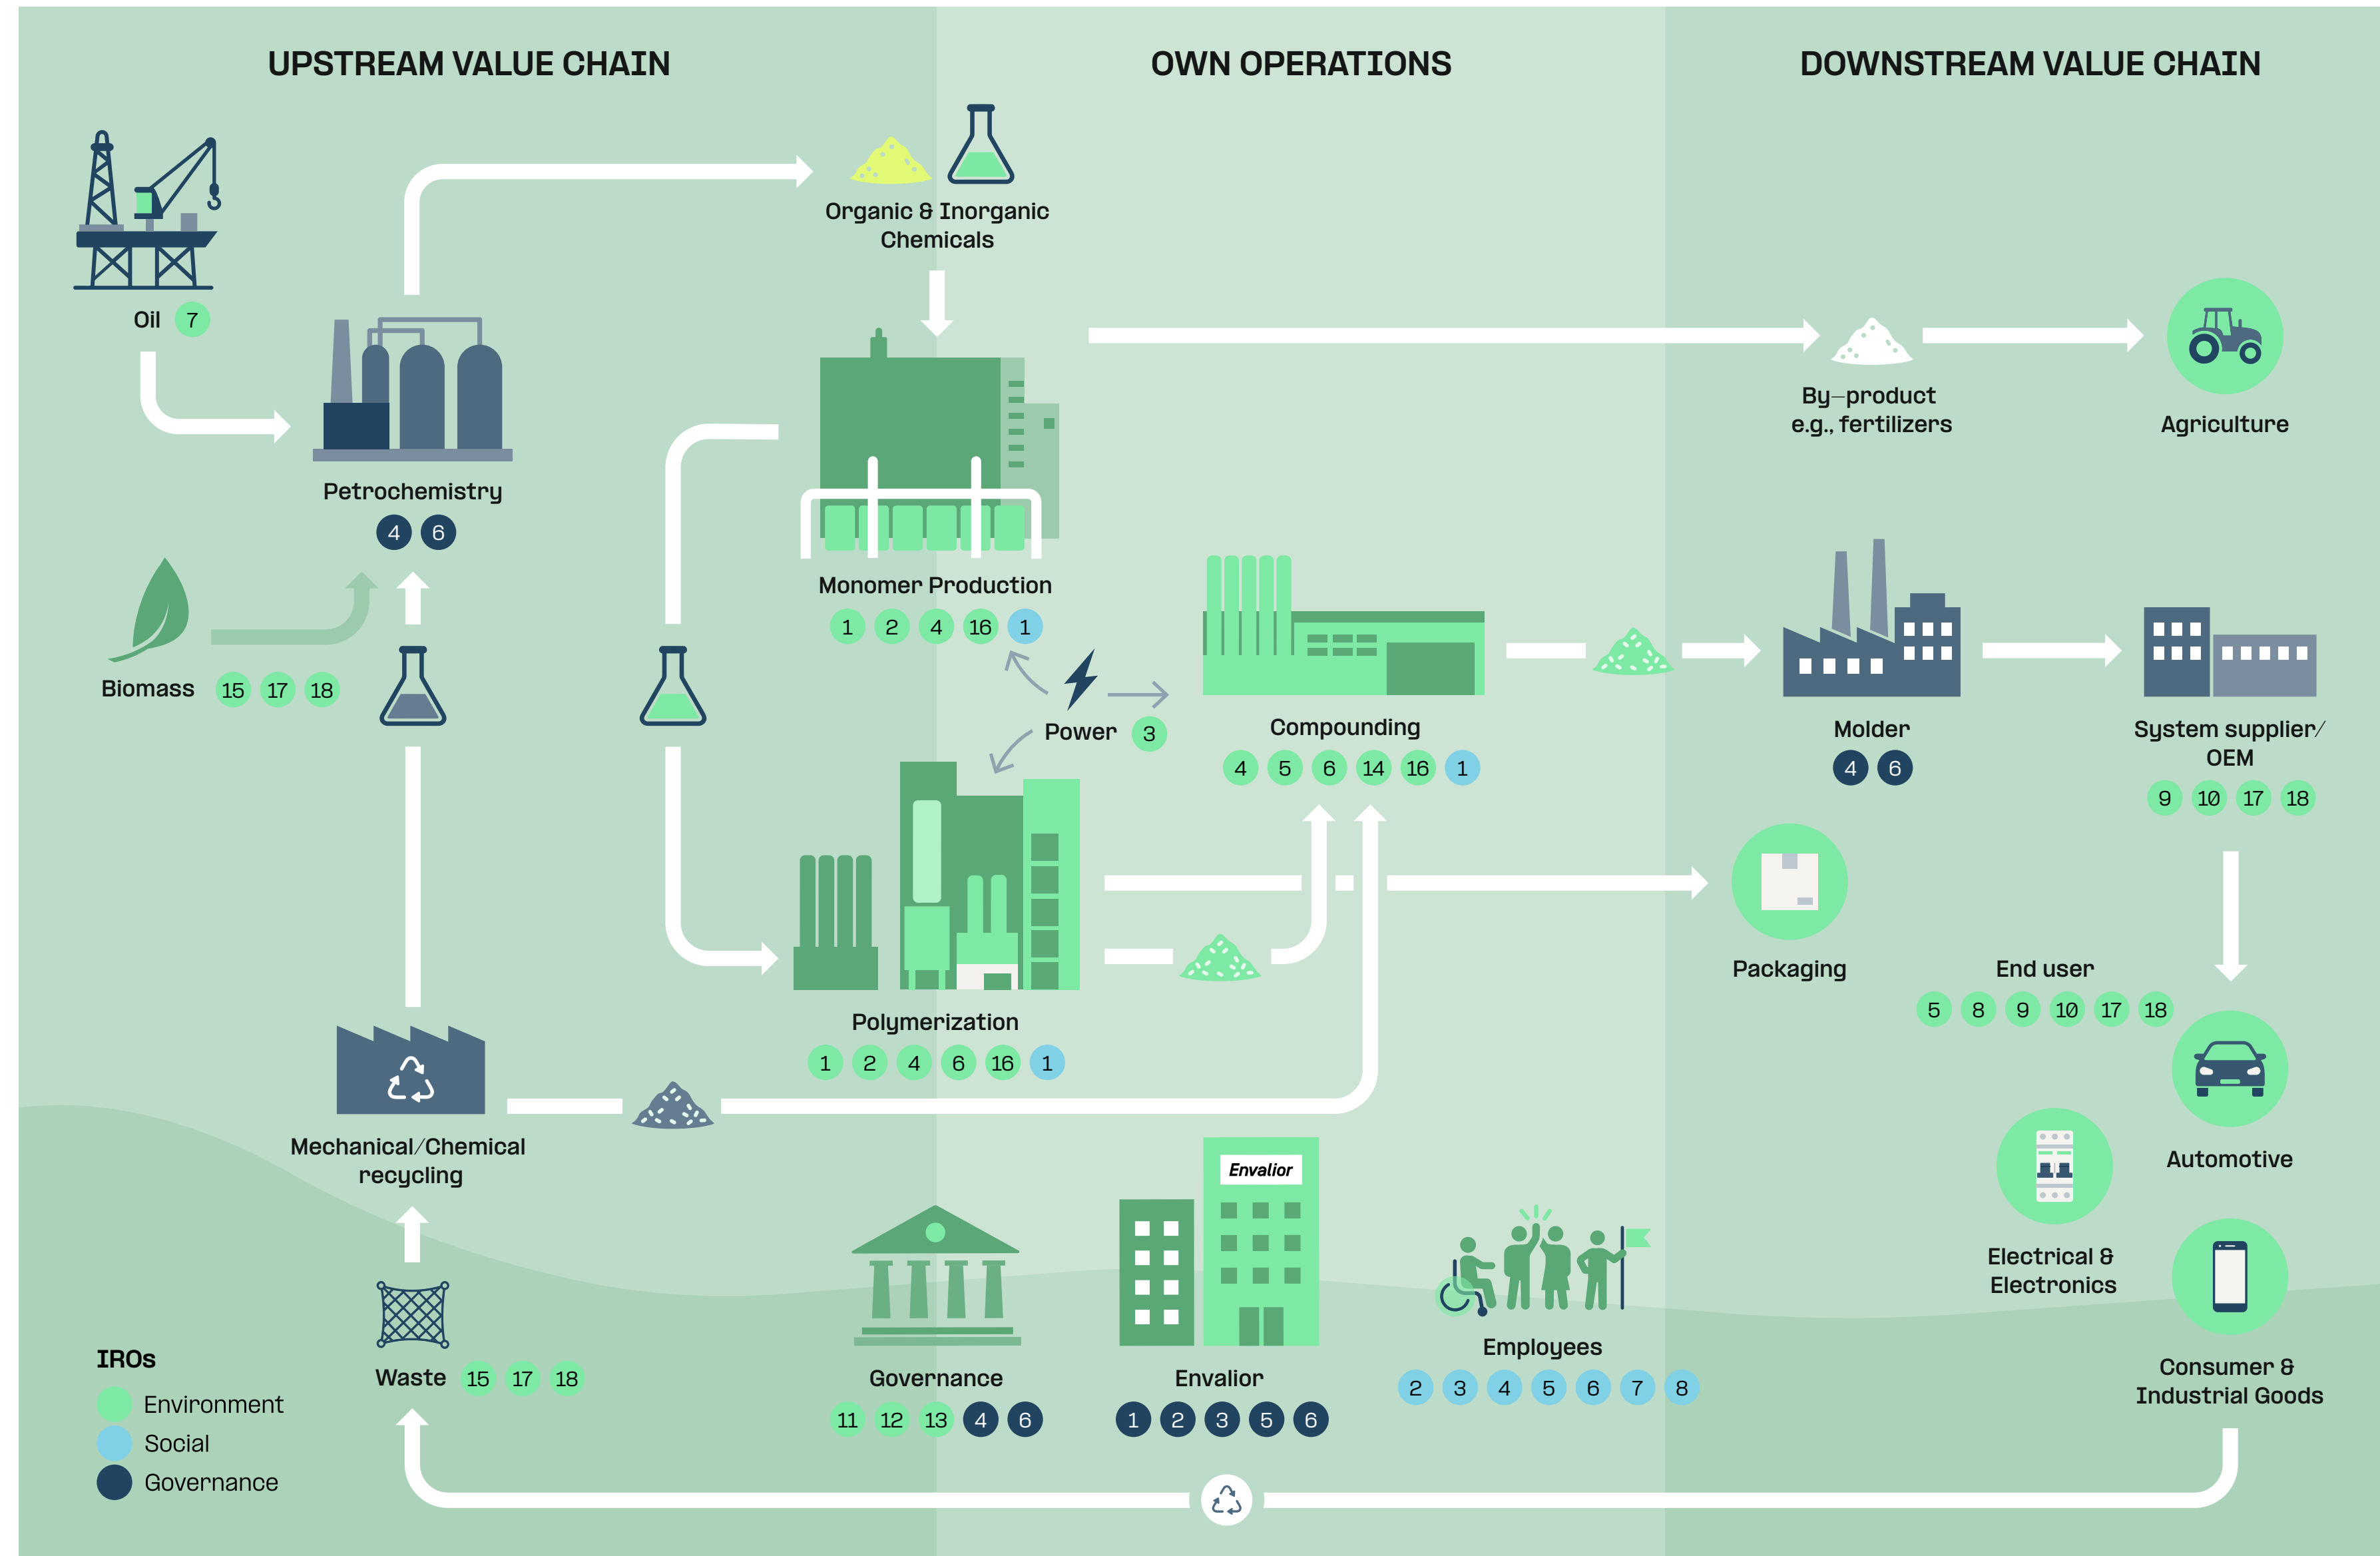 UPSTREAM VALUE CHAIN
OWN OPERATIONS
DOWNSTREAM VALUE CHAIN
Organic & Inorganic
Chemicals
Oil 7
By-product
e.g., fertilizers
Agriculture
Petrochemistry
4 6
Monomer Production
1 2 4 16 1
Biomass 15 17 18
Power 3
Compounding
4 5 6 14 16 1
Molder
4 6
System supplier/
OEM
9 10 17 18
Packaging
End user
5 8 9 10 17 18
Polymerization
1 2 4 6 16 1
Mechanical/Chemical
recycling
Automotive
Envalior
Electrical &
Electronics
Employees
2 3 4 5 6 7 8
Consumer &
Industrial Goods
Waste 15 17 18
Governance
11 12 13 4 6
Envalior
1 2 3 5 6
IROs
Environment
Social
Governance